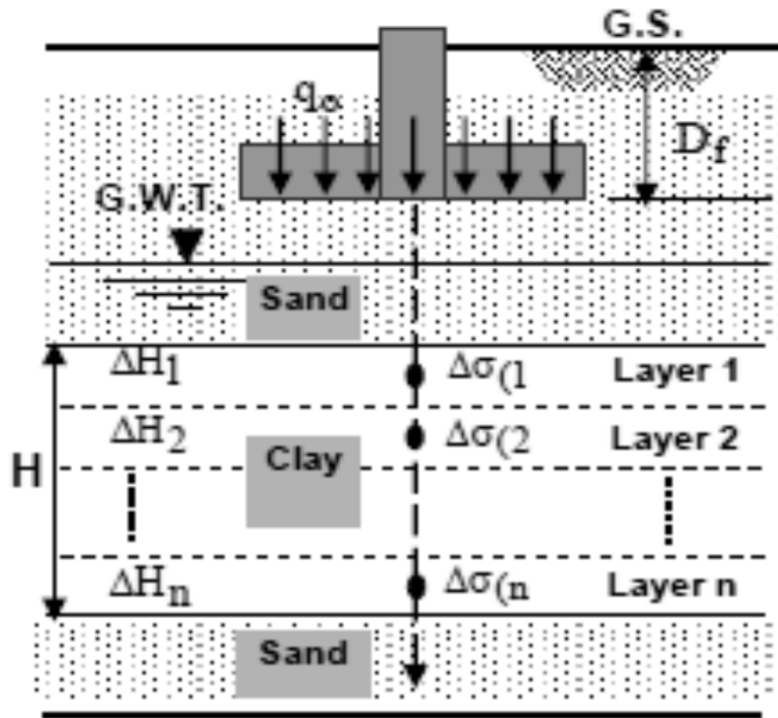 G.S.
qo
Df
G.W.T.
Sand
ΔH1 Δσ(1 Layer 1
ΔH2 Δσ(2 Layer 2
H Clay
ΔHn Δσ(n Layer n
Sand